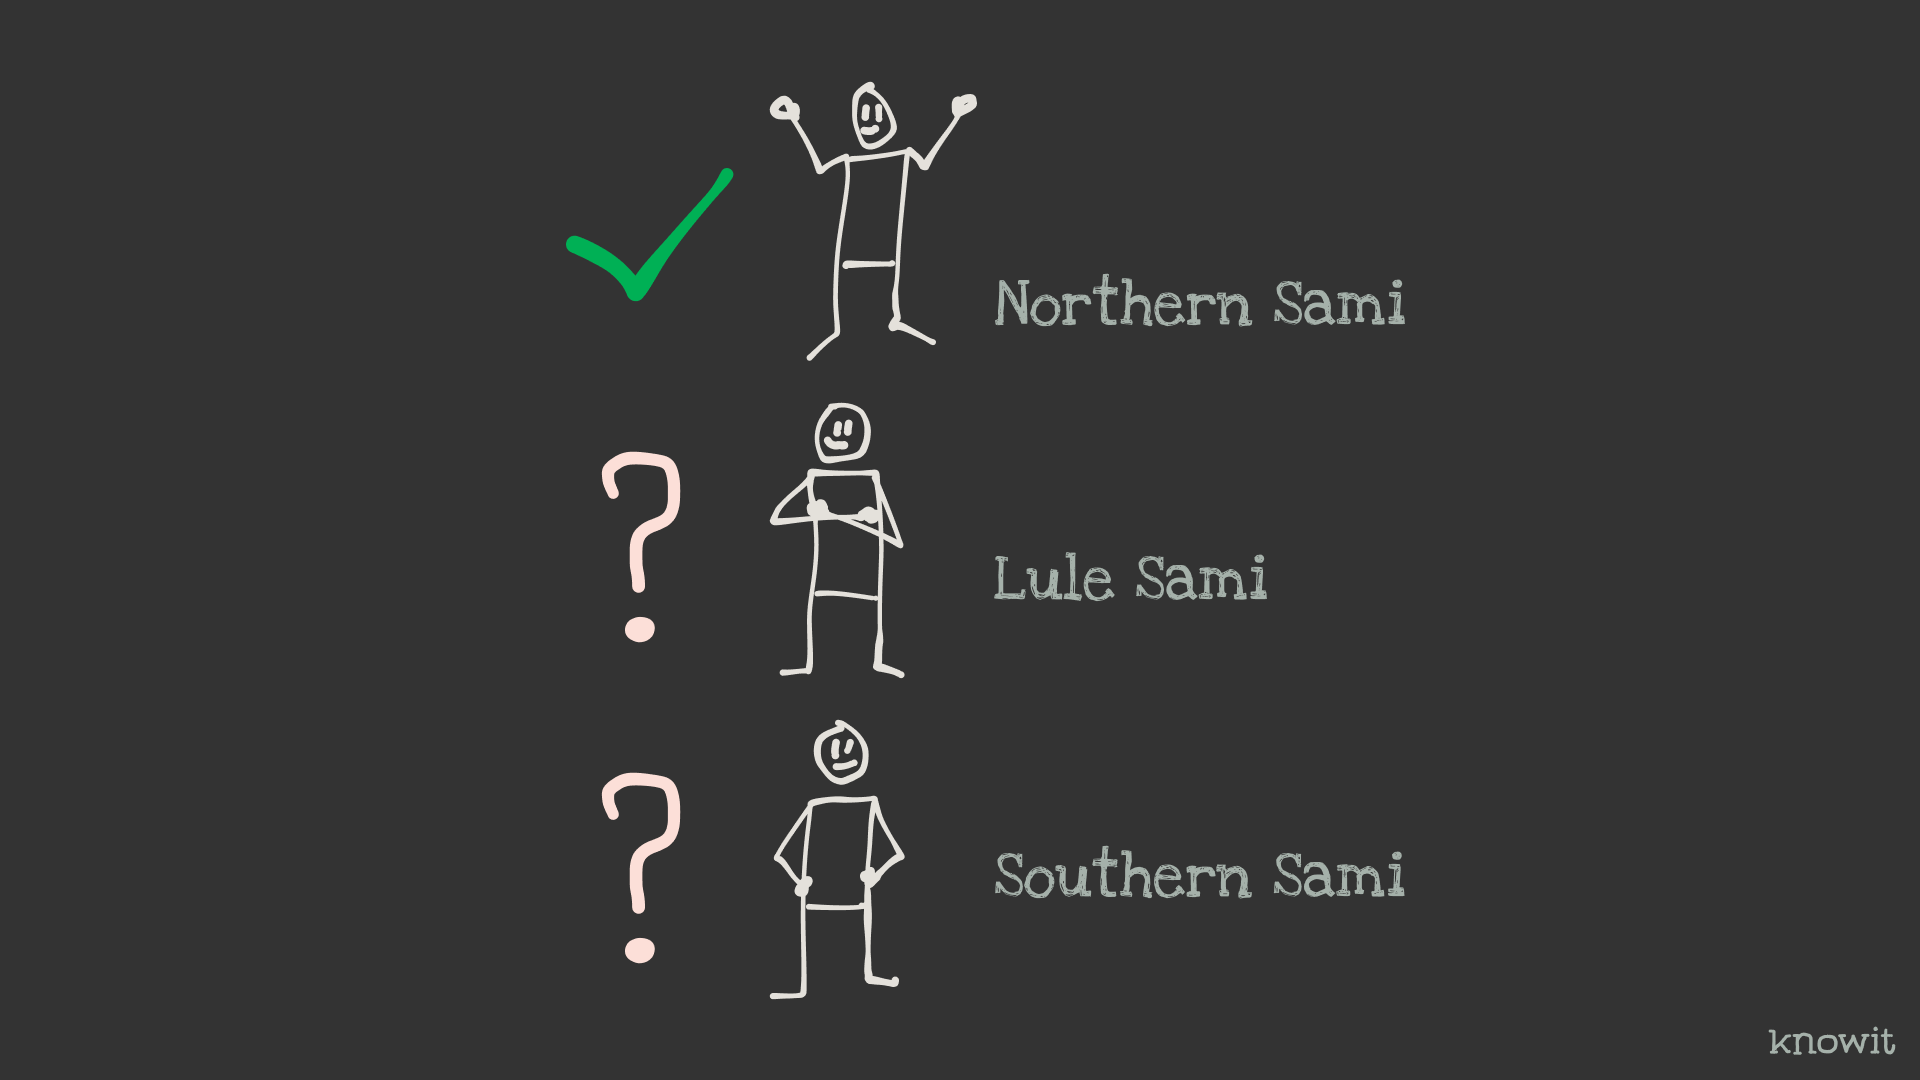 Northern Sami
?
Lule Sami
?
Southern Sami
knowit